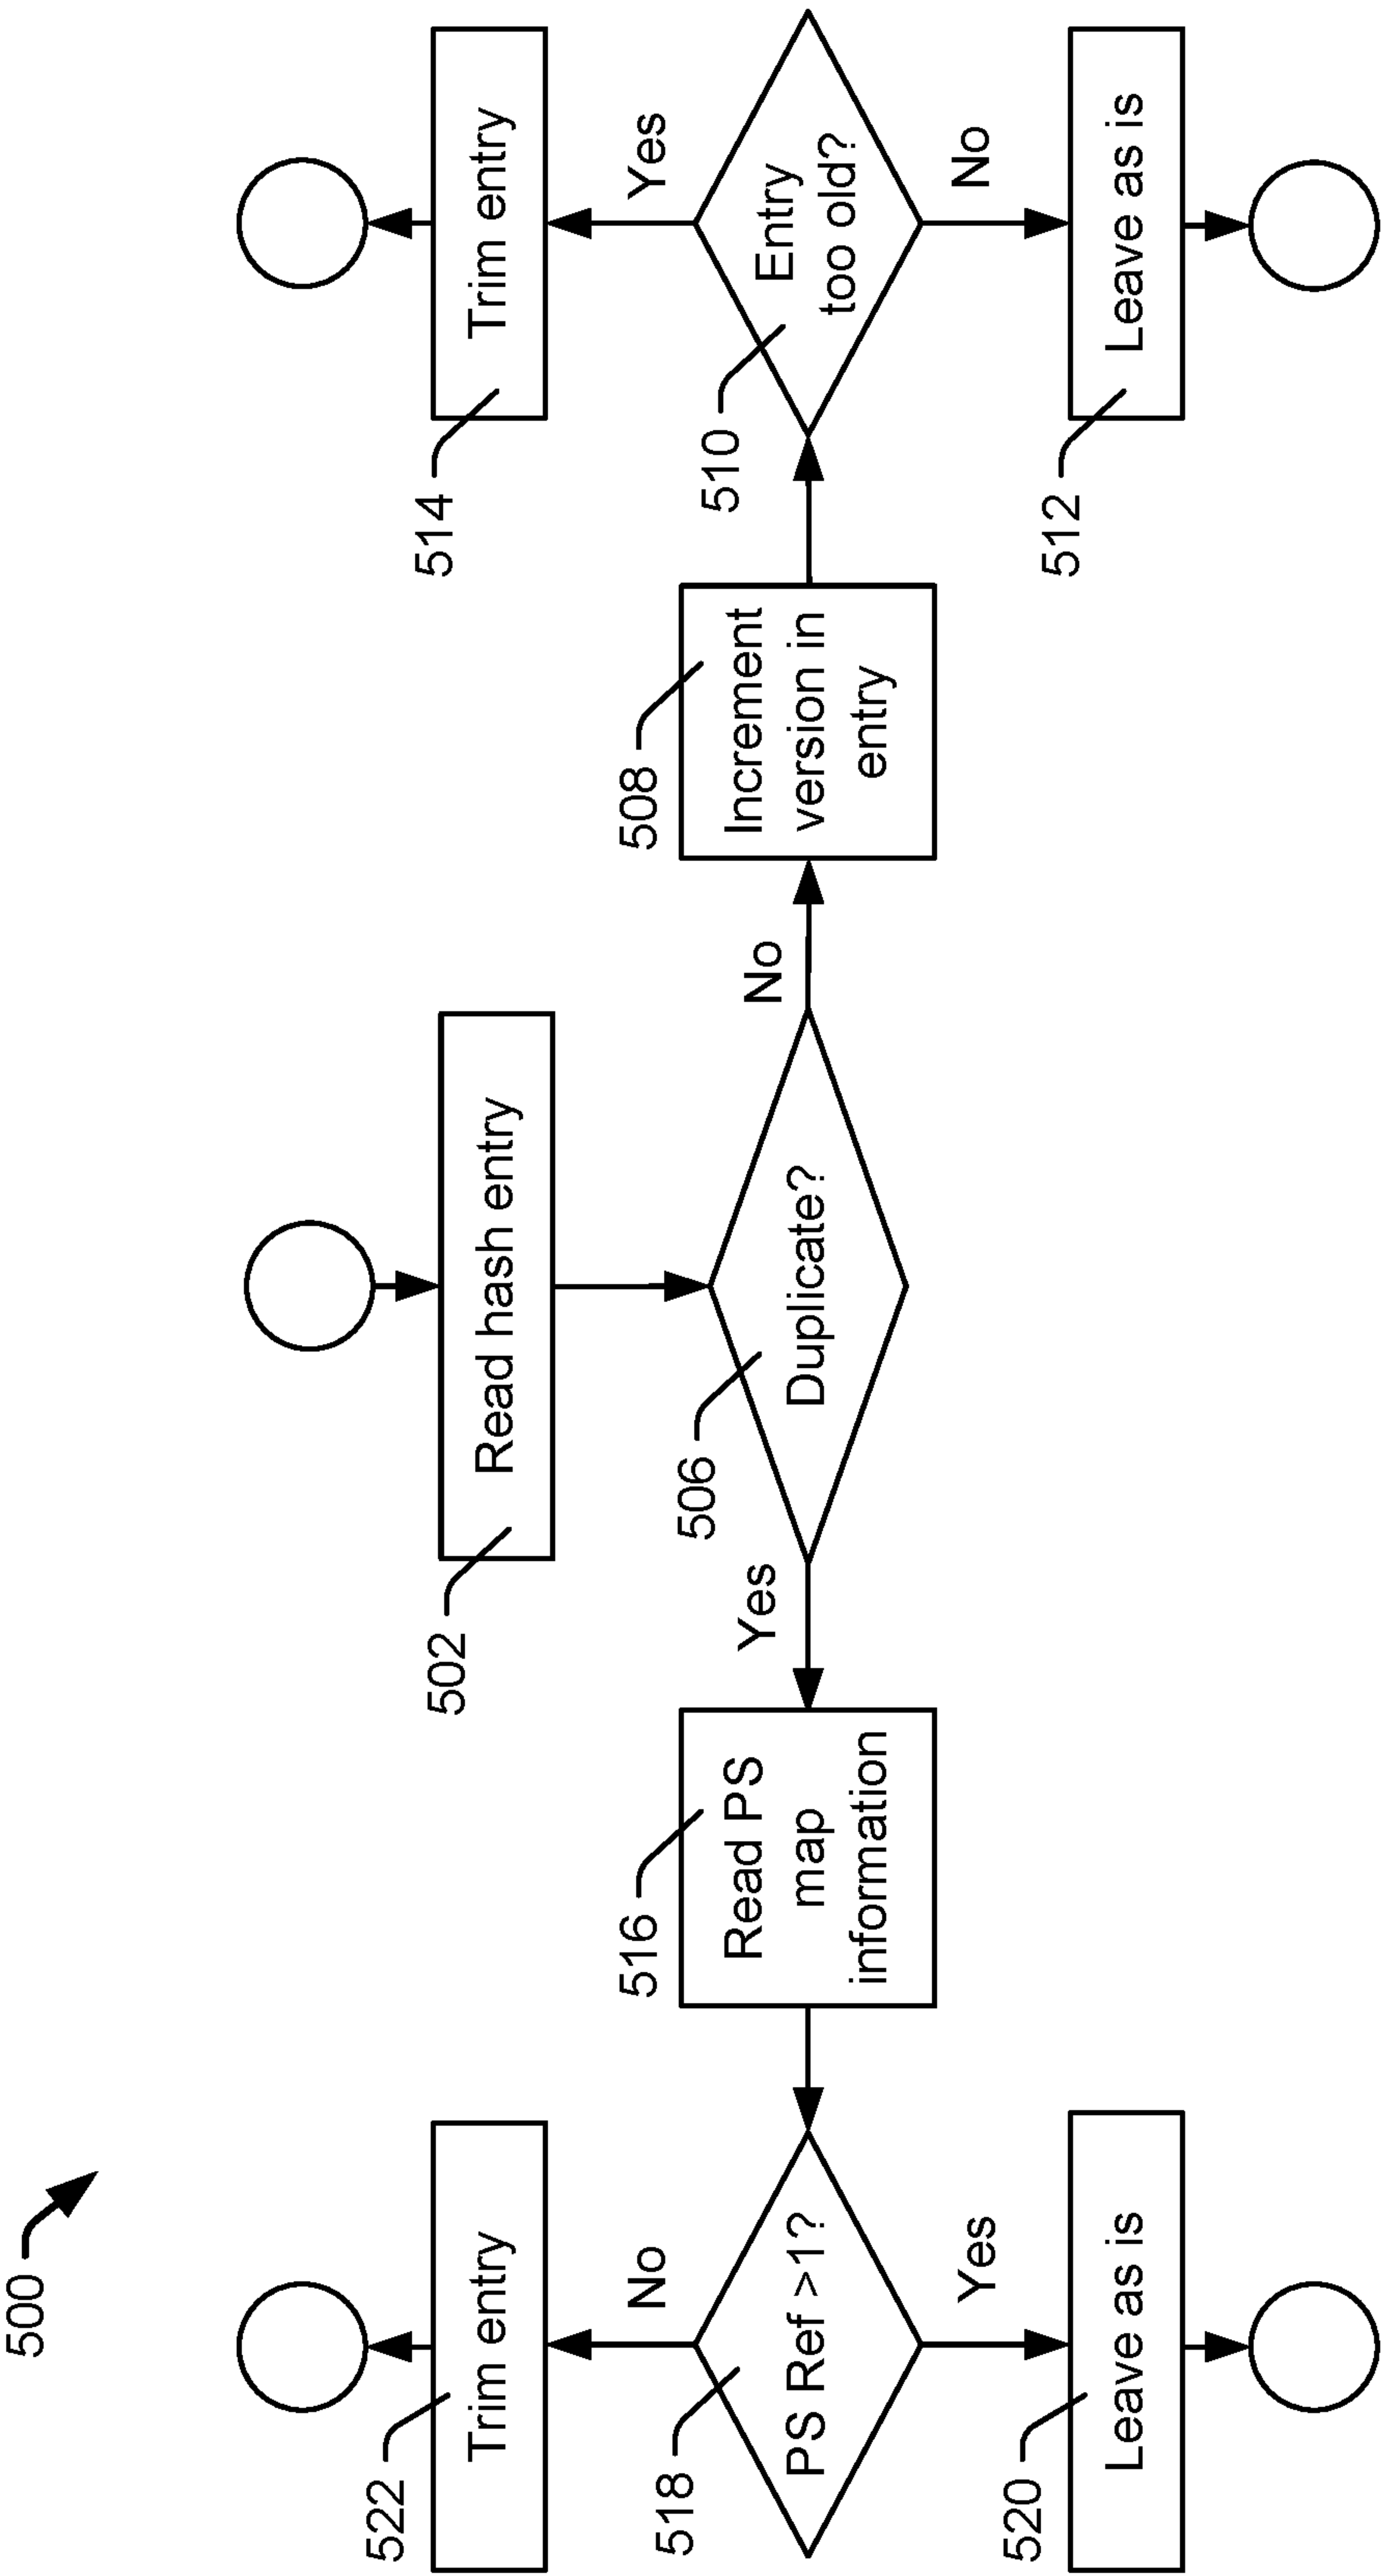 500
502
Read hash entry
506
Duplicate?
Yes
No
516
Read PS
map
information
508
Increment
version in
entry
518
PS Ref >1?
No
Yes
522
Trim entry
520
Leave as is
510
Entry
too old?
Yes
No
514
Trim entry
512
Leave as is